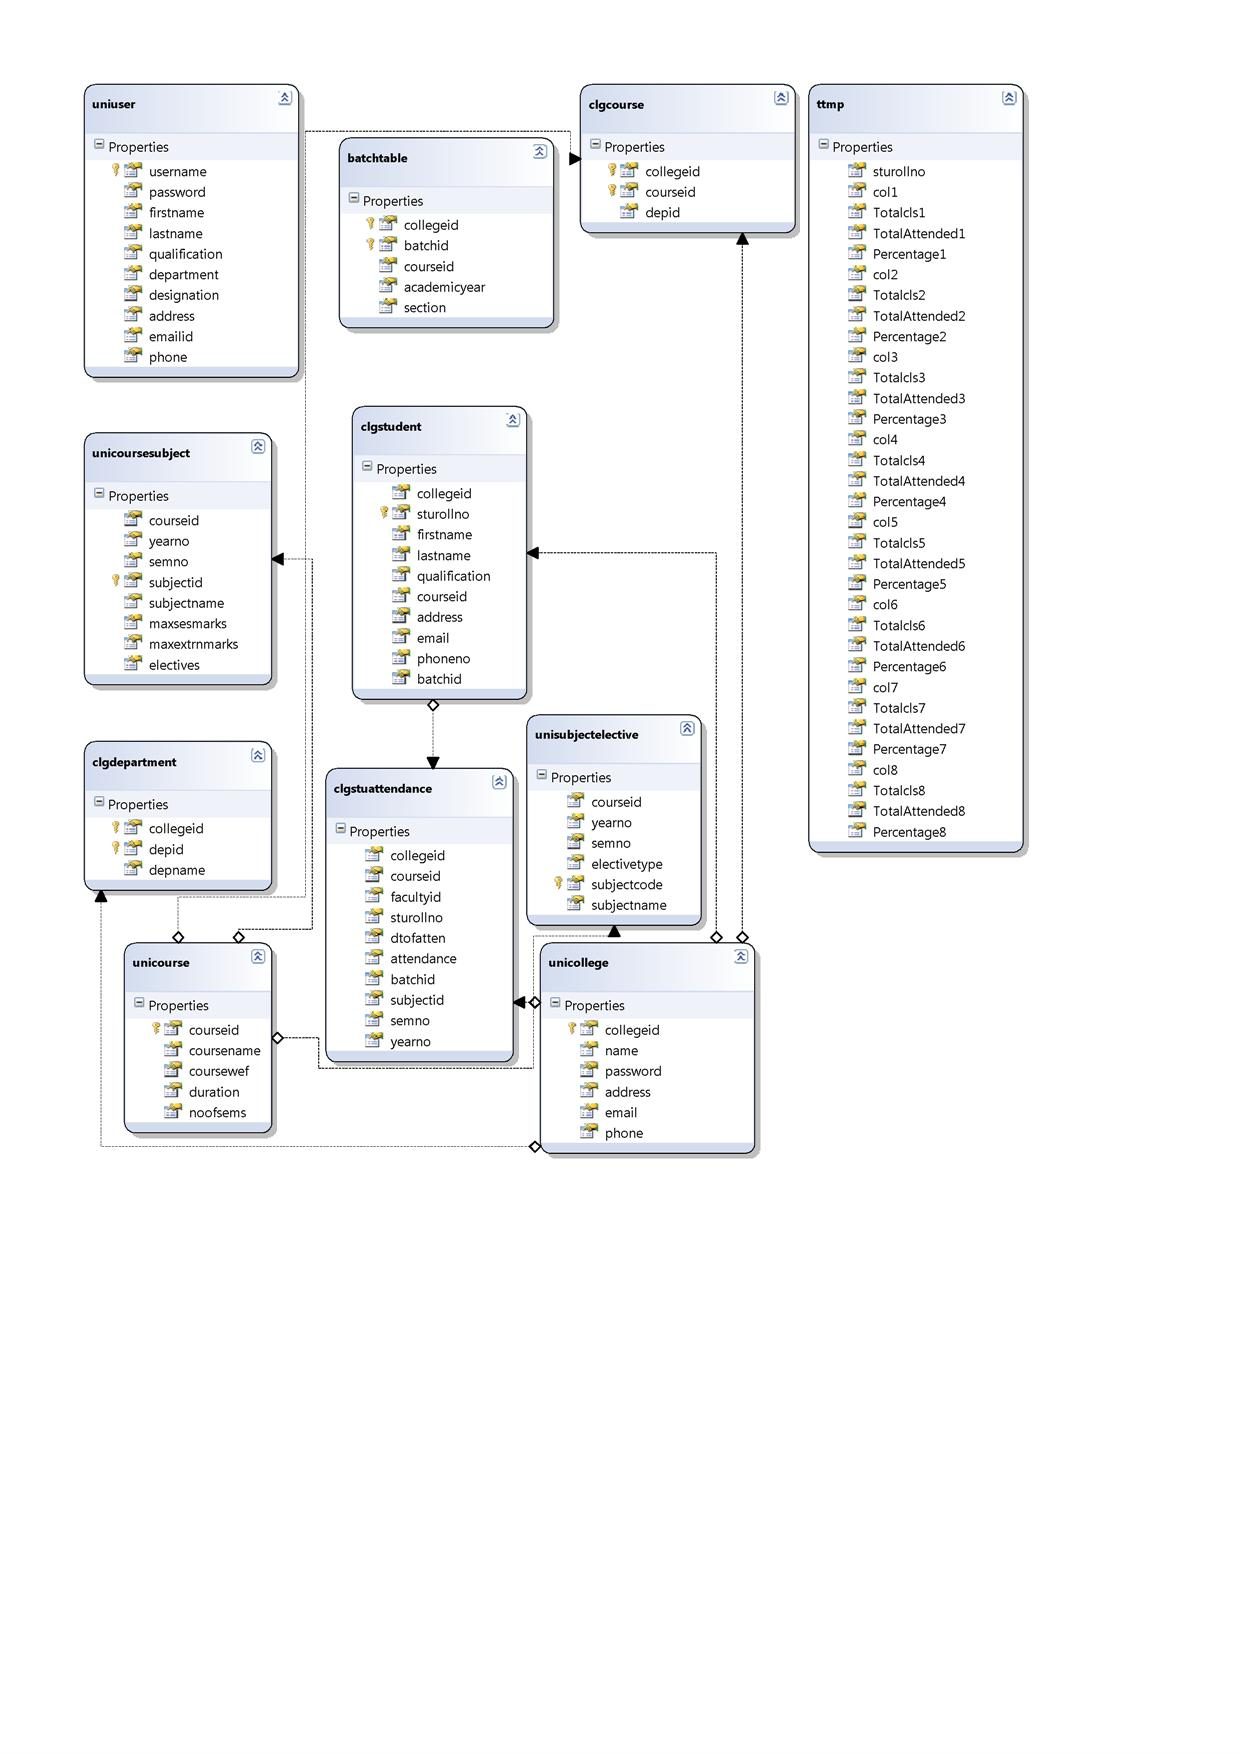 uniuser
Properties
username
password
firstname
lastname
qualification
department
designation
address
emailid
phone
batchtable
Properties
collegeid
batchid
courseid
academicyear
section
clgcourse
Properties
collegeid
courseid
depid
ttmp
Properties
sturollno
col1
Totalcls1
TotalAttended1
Percentage1
col2
Totalcls2
TotalAttended2
Percentage2
col3
Totalcls3
TotalAttended3
Percentage3
col4
Totalcls4
TotalAttended4
Percentage4
col5
Totalcls5
TotalAttended5
Percentage5
col6
Totalcls6
TotalAttended6
Percentage6
col7
Totalcls7
TotalAttended7
Percentage7
col8
Totalcls8
TotalAttended8
Percentage8
unicoursesubject
Properties
courseid
yearno
semno
subjectid
subjectname
maxsesmarks
maxextrnmarks
electives
clgstudent
Properties
collegeid
sturollno
firstname
lastname
qualification
courseid
address
email
phoneno
batchid
clgdepartment
Properties
collegeid
depid
depname
clgstuattendance
Properties
collegeid
courseid
facultyid
sturollno
dtofatten
attendance
batchid
subjectid
semno
yearno
unisubjectelective
Properties
courseid
yearno
semno
electivetype
subjectcode
subjectname
unicourse
Properties
courseid
coursename
coursewef
duration
noofsems
unicollege
Properties
collegeid
name
password
address
email
phone